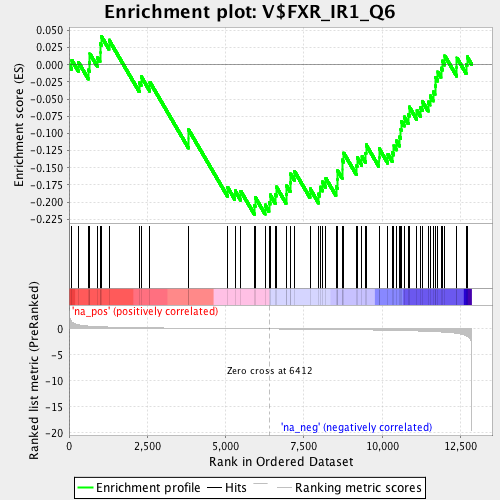 Enrichment plot: V$FXR_IR1_Q6
Enrichment score (ES)
0.050
0.025
0.000
-0.025
-0.050
-0.075
-0.100
-0.125
-0.150
-0.175
-0.200
-0.225
'na_pos' (positively correlated)
Ranked list metric (PreRanked)
0
-5
-10
-15
-20
Zero cross at 6412
'na_neg' (negatively correlated)
0 2,500 5,000 7,500 10,000 12,500
Rank in Ordered Dataset
Enrichment profile Hits Ranking metric scores